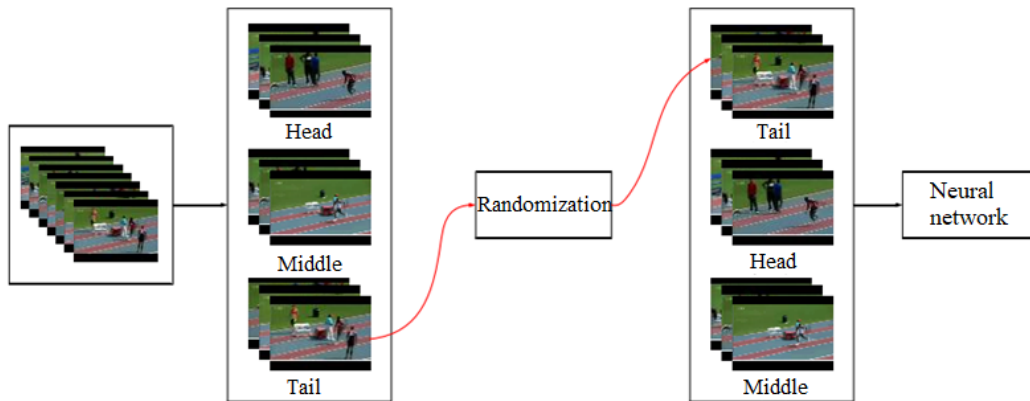 Head
Middle
Tail
Randomization
Tail
Head
Middle
Neural
network